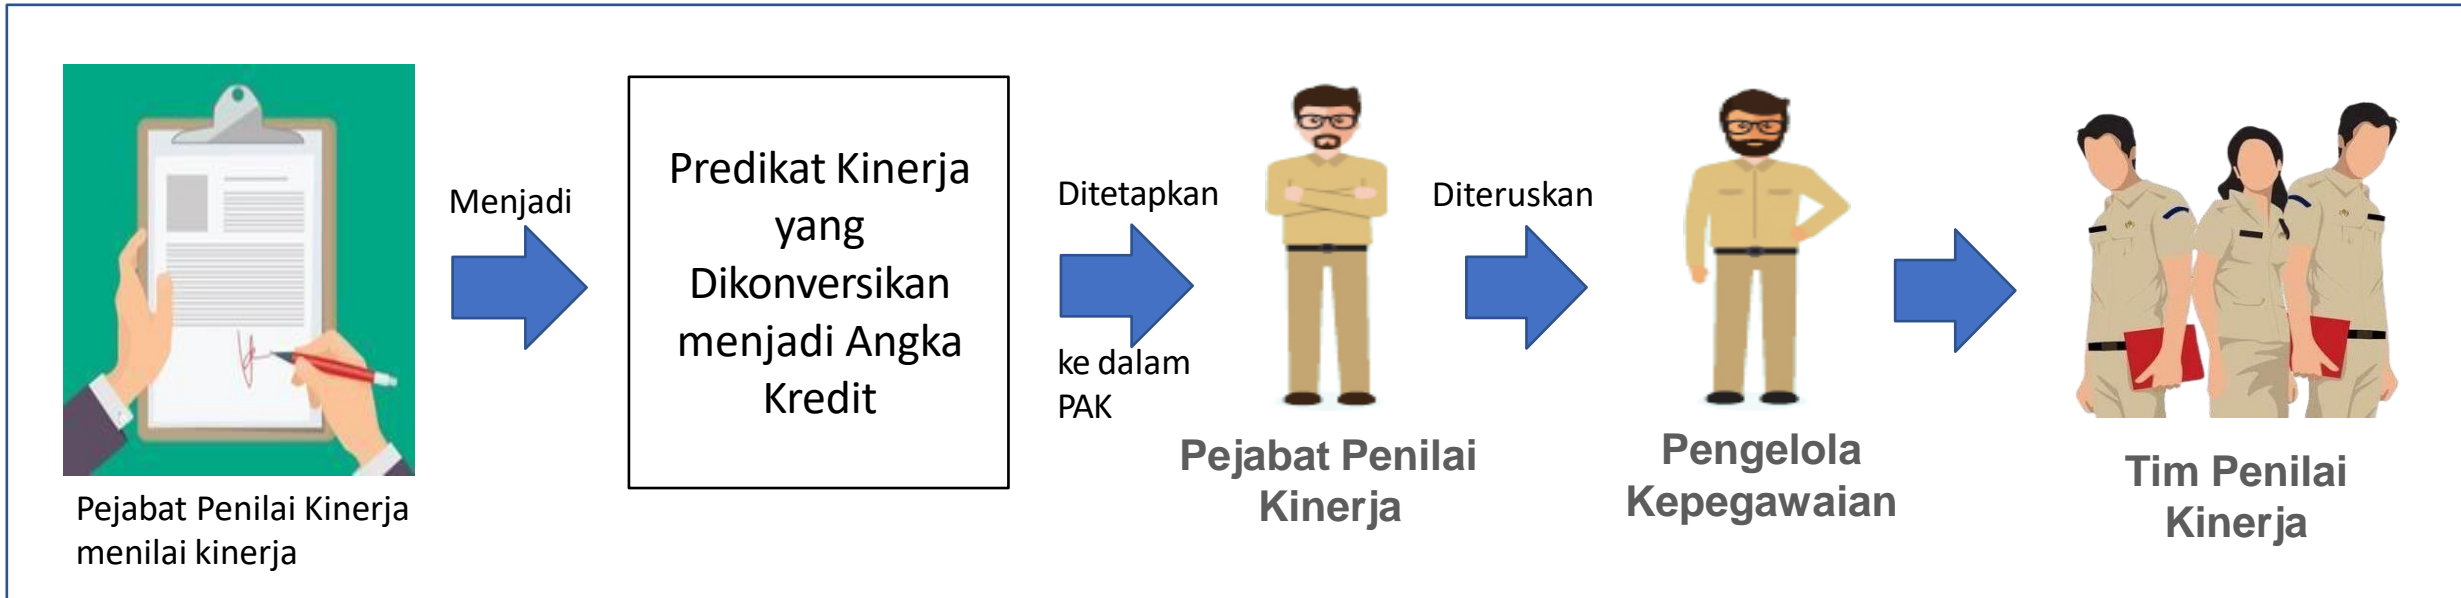 Pejabat Penilai Kinerja
menilai kinerja
Menjadi
Predikat Kinerja
yang
Dikonversikan
menjadi Angka
Kredit
Ditetapkan
ke dalam
PAK
Pejabat Penilai
Kinerja
Diteruskan
Pengelola
Kepegawaian
Tim Penilai
Kinerja